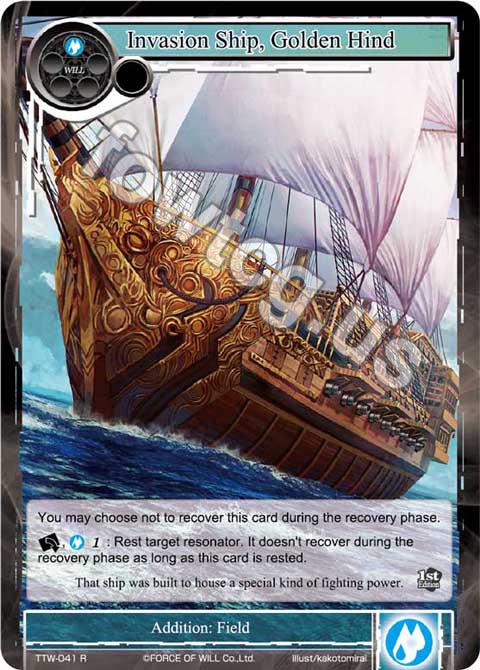 Invasion Ship, Golden Hind
WILL
fowtcg.us
You may choose not to recover this card during the recovery phase.
, 1 : Rest target resonator. It doesn't recover during the
recovery phase as long as this card is rested.
That ship was built to house a special kind of fighting power.
1st
Edition
Addition: Field
TTW-041 R ©FORCE OF WILL Co.,Ltd. Illust/kakotomirai